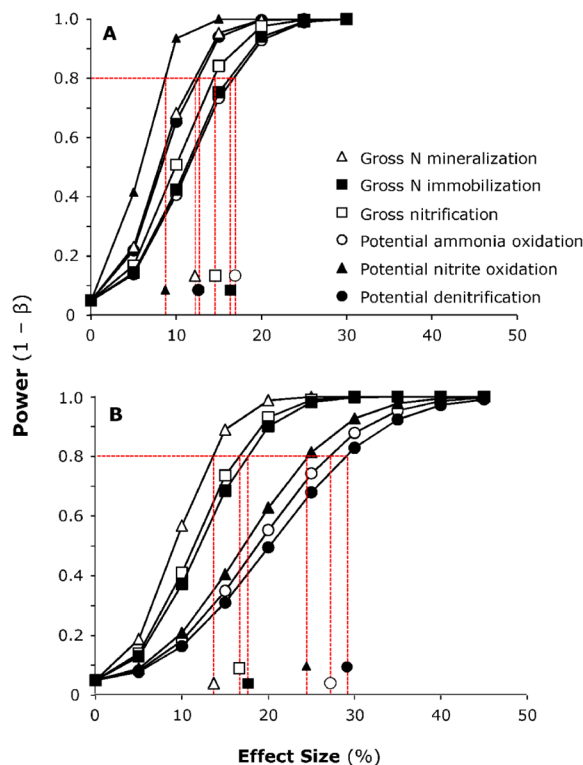 A
1.0
0.8
0.6
0.4
0.2
0
Gross N mineralization
Gross N immobilization
Gross nitrification
Potential ammonia oxidation
Potential nitrite oxidation
Potential denitrification
0 10 20 30 40 50
Power (1 – β)
B
1.0
0.8
0.6
0.4
0.2
0
0 10 20 30 40 50
Effect Size (%)